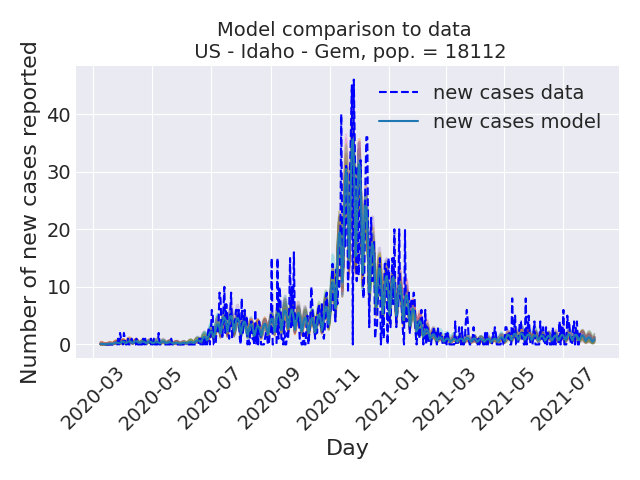 Model comparison to data
US - Idaho - Gem, pop. = 18112
Number of new cases reported
40
30
20
10
0
new cases data
new cases model
2020-03
2020-05
2020-07
2020-09
2020-11
2021-01
2021-03
2021-05
2021-07
Day